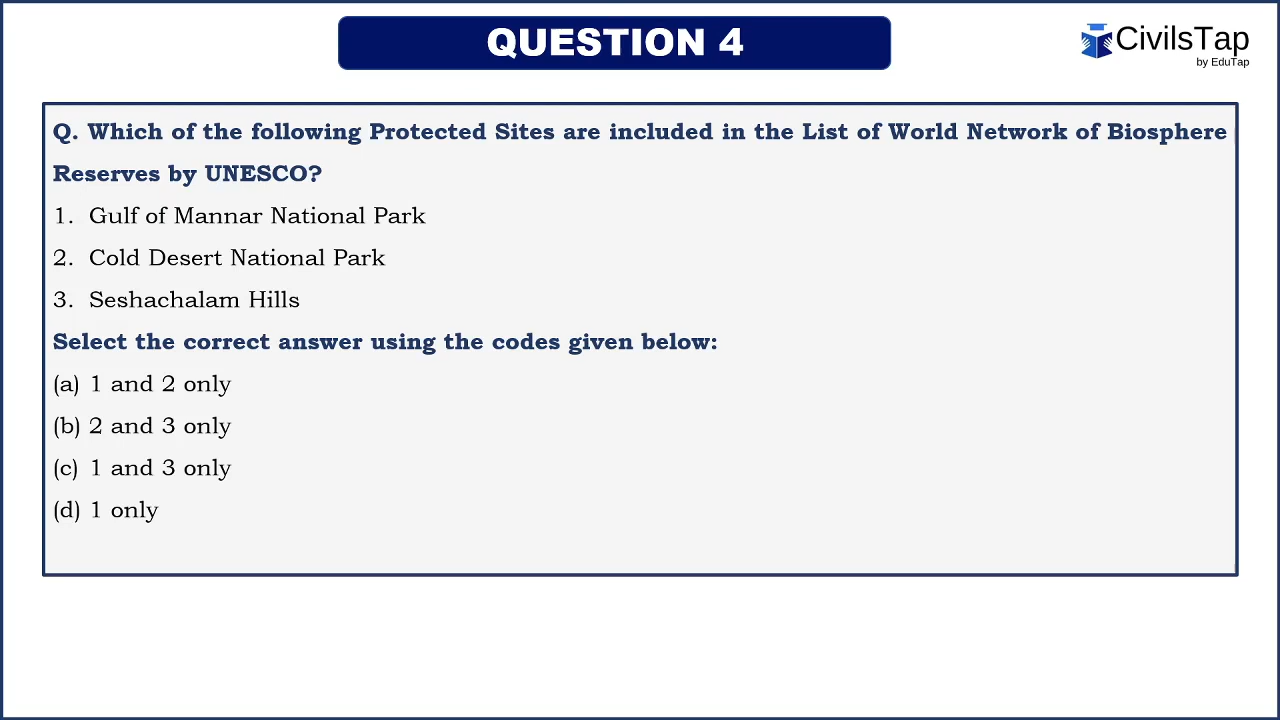 QUESTION 4
CivilsTap
by EduTap
Q. Which of the following Protected Sites are included in the List of World Network of Biosphere
Reserves by UNESCO?
1. Gulf of Mannar National Park
2. Cold Desert National Park
3. Seshachalam Hills
Select the correct answer using the codes given below:
(a) 1 and 2 only
(b) 2 and 3 only
(c) 1 and 3 only
(d) 1 only